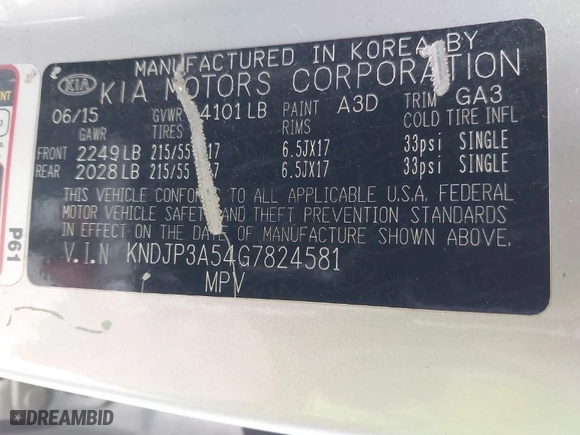 MANUFACTURED IN KOREA BY
KIA KIA MOTORS CORPORATION
06/15 GVWR 4101 LB PAINT A3D TRIM GA3
GAWR TIRES RIMS COLD TIRE INFL
FRONT 2249 LB 215/55 17 6.5JX17 33psi SINGLE
REAR 2028 LB 215/55 17 6.5JX17 33psi SINGLE
THIS VEHICLE CONFORMS TO ALL APPLICABLE U.S.A. FEDERAL
MOTOR VEHICLE SAFETY AND THEFT PREVENTION STANDARDS
IN EFFECT ON THE DATE OF MANUFACTURE SHOWN ABOVE.
V.I.N KNDJP3A54G7824581
MPV
P61
DREAMBID